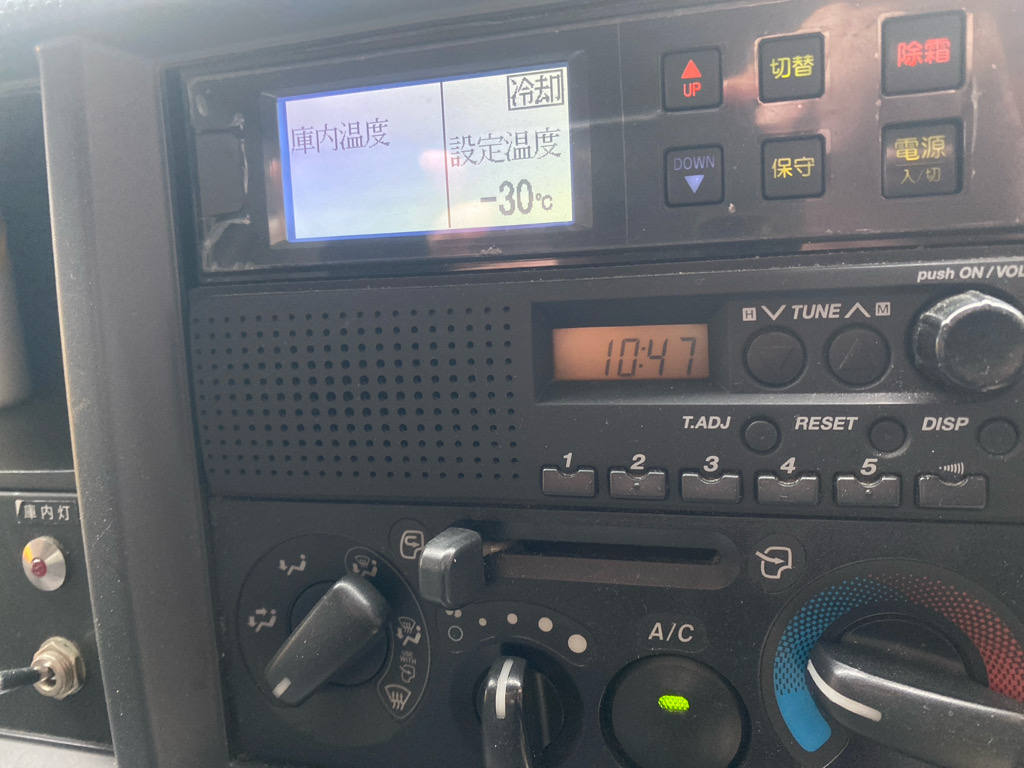 冷却
庫内温度
設定温度
-30℃
UP
切替
除霜
DOWN
保守
電源
入/切
push ON/VOL
H TUNE M
10:47
T.ADJ RESET DISP
1 2 3 4 5
庫内灯
A/C